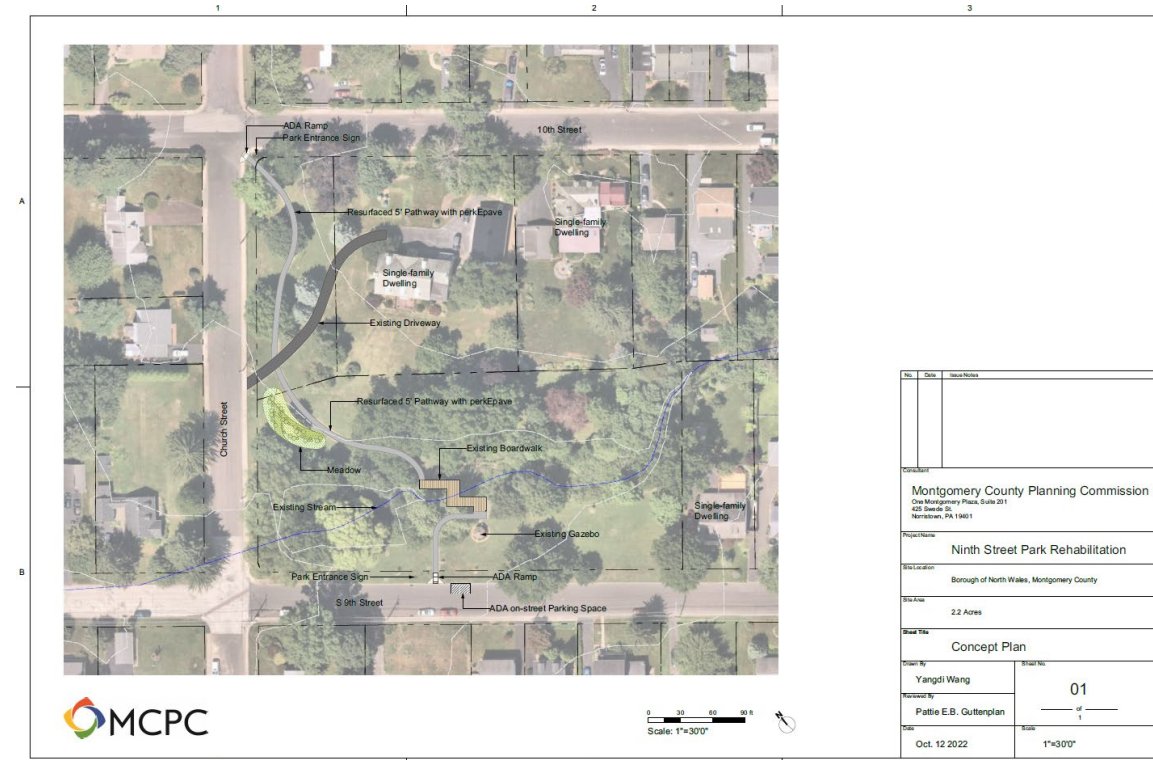 1
2
3
A
B
ADA Ramp
Park Entrance Sign
10th Street
Resurfaced 5' Pathway with perkEpave
Single-family
Dwelling
Single-family
Dwelling
Existing Driveway
Church Street
Resurfaced 5' Pathway with perkEpave
Existing Boardwalk
Meadow
Existing Stream
Single-family
Dwelling
Existing Gazebo
Park Entrance Sign
ADA Ramp
S 9th Street
ADA on-street Parking Space
MCPC
0 30 60 90 ft
Scale: 1"=30'0"
N
No. Date Issue Notes
Consultant
Montgomery County Planning Commission
One Montgomery Plaza, Suite 201
425 Swede St.
Norristown, PA 19401
Project Name
Ninth Street Park Rehabilitation
Site Location
Borough of North Wales, Montgomery County
Site Area
2.2 Acres
Sheet Title
Concept Plan
Drawn By
Yangdi Wang
Sheet No.
01
of
1
Reviewed By
Pattie E.B. Guttenplan
Date
Oct. 12 2022
Scale
1"=30'0"